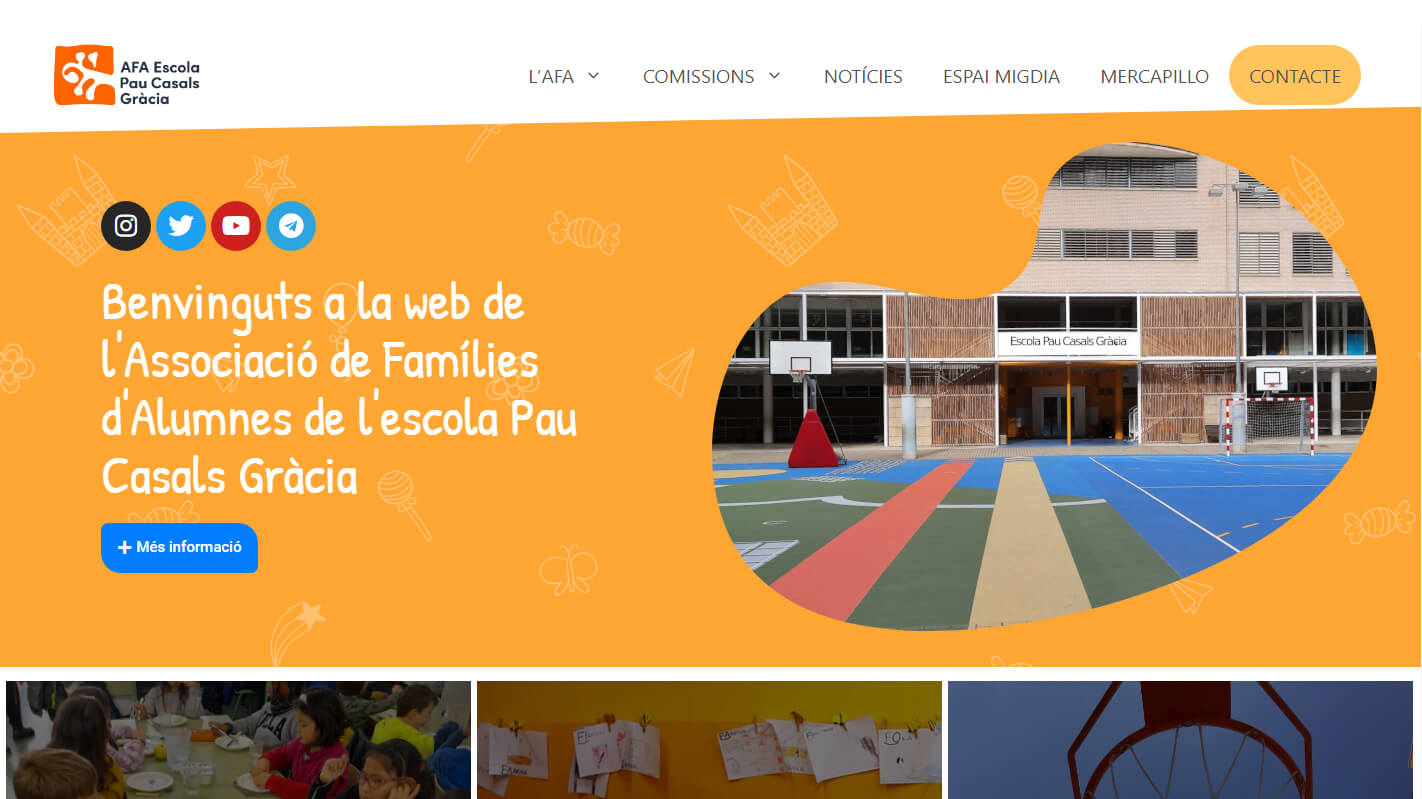 AFA Escola
Pau Casals
Gràcia
L'AFA
COMISSIONS
NOTÍCIES
ESPAI MIGDIA
MERCAPILLO
CONTACTE
Benvinguts a la web de
l'Associació de Famílies
d'Alumnes de l'escola Pau
Casals Gràcia
Més informació
Escola Pau Casals Gràcia